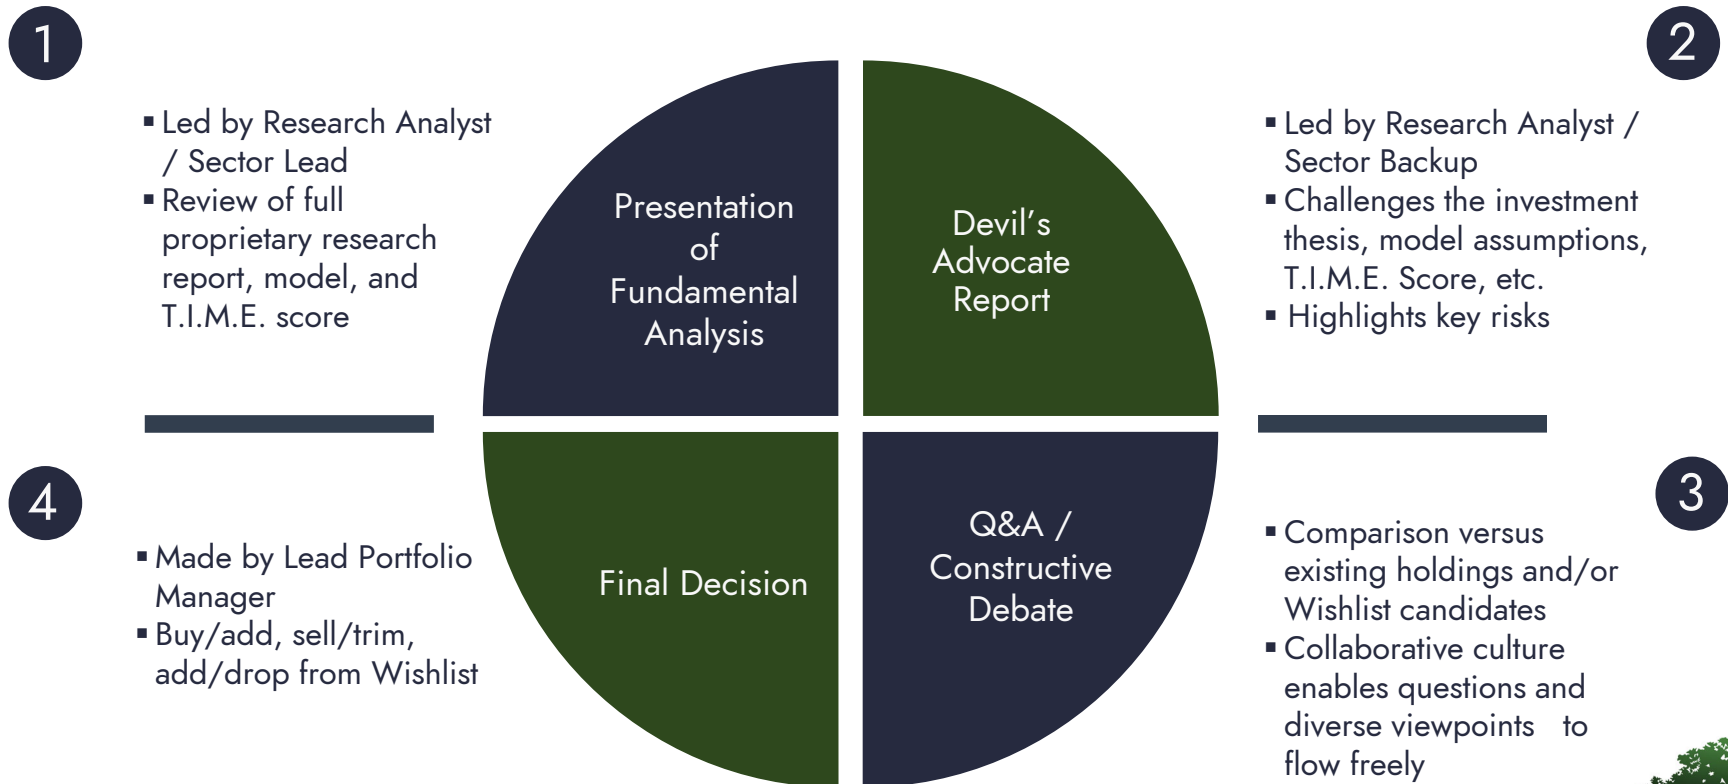 1
▪ Led by Research Analyst
/ Sector Lead
▪ Review of full
proprietary research
report, model, and
T.I.M.E. score
Presentation
of
Fundamental
Analysis
Devil’s
Advocate
Report
2
▪ Led by Research Analyst /
Sector Backup
▪ Challenges the investment
thesis, model assumptions,
T.I.M.E. Score, etc.
▪ Highlights key risks
4
▪ Made by Lead Portfolio
Manager
▪ Buy/add, sell/trim,
add/drop from Wishlist
Final Decision
Q&A /
Constructive
Debate
3
▪ Comparison versus
existing holdings and/or
Wishlist candidates
▪ Collaborative culture
enables questions and
diverse viewpoints to
flow freely